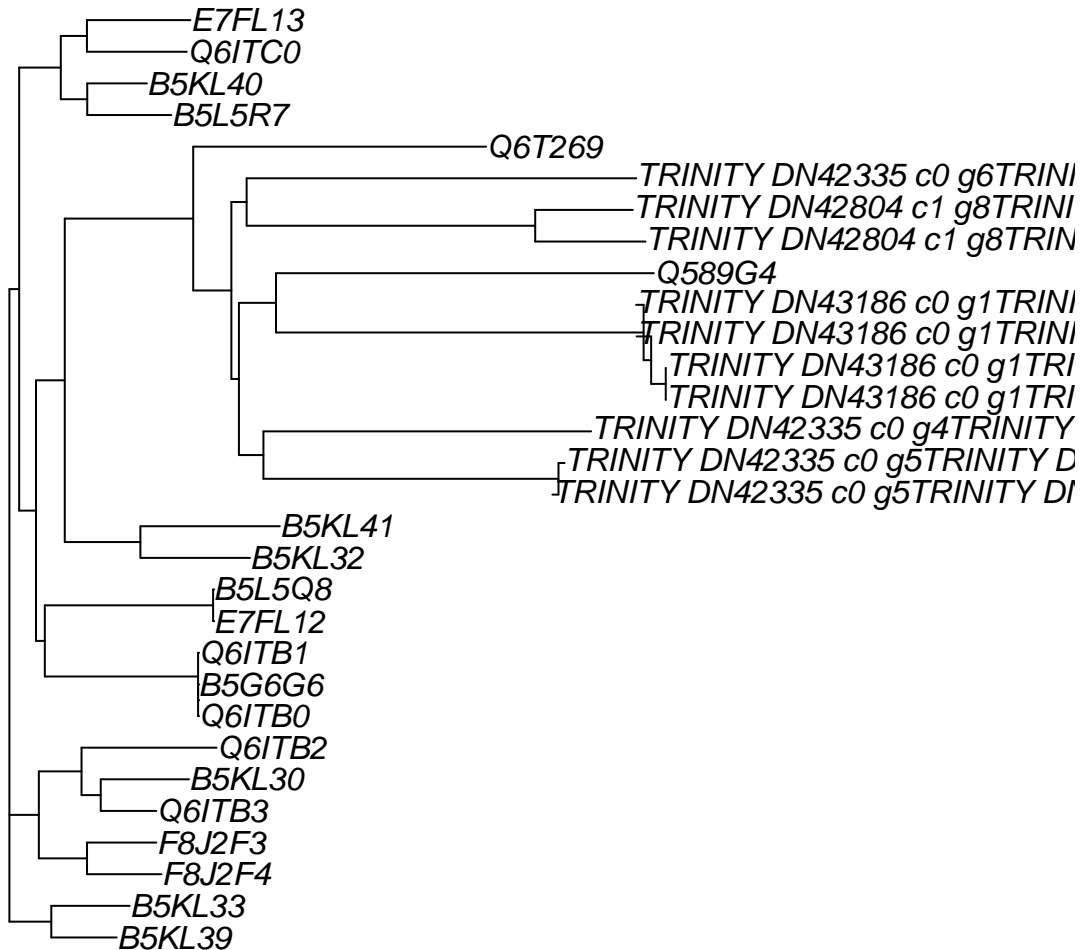 E7FL13
Q6ITC0
B5KL40
B5L5R7
Q6T269
TRINITY DN42335 c0 g6TRINI
TRINITY DN42804 c1 g8TRINI
TRINITY DN42804 c1 g8TRIN
Q589G4
TRINITY DN43186 c0 g1TRINI
TRINITY DN43186 c0 g1TRINI
TRINITY DN43186 c0 g1TRI
TRINITY DN43186 c0 g1TRI
TRINITY DN42335 c0 g4TRINITY
TRINITY DN42335 c0 g5TRINITY D
TRINITY DN42335 c0 g5TRINITY DN
B5KL41
B5KL32
B5L5Q8
E7FL12
Q6ITB1
B5G6G6
Q6ITB0
Q6ITB2
B5KL30
Q6ITB3
F8J2F3
F8J2F4
B5KL33
B5KL39